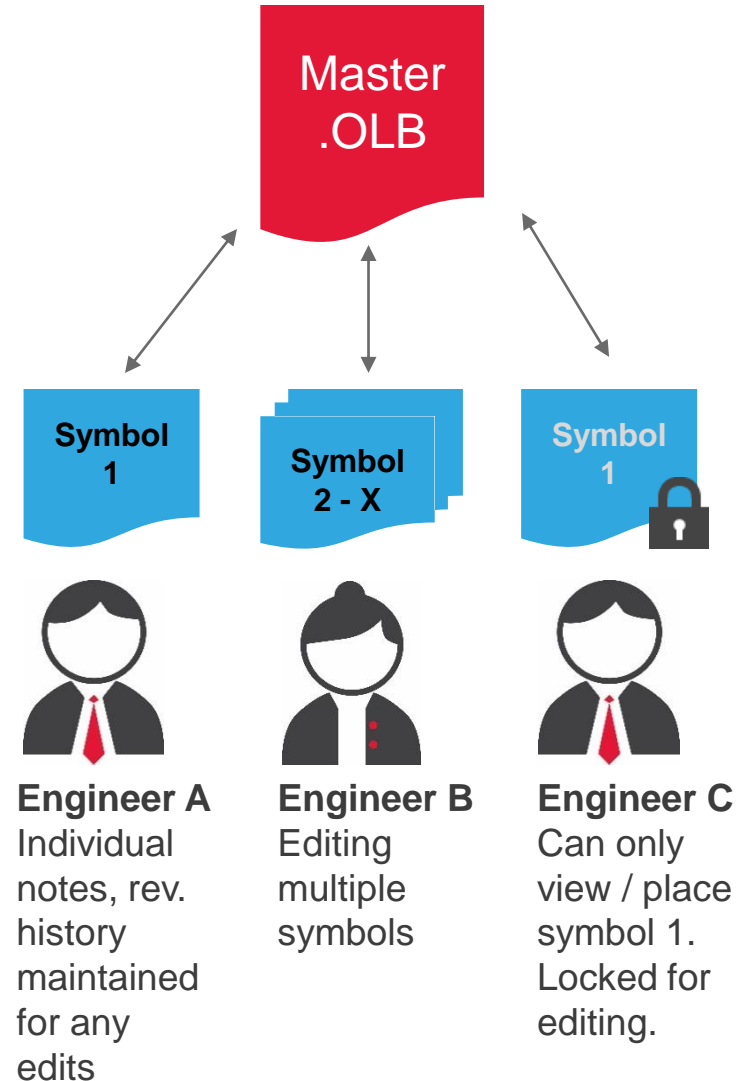 Master
.OLB
Symbol
1
Symbol
2 - X
Symbol
1
Engineer A
Individual
notes, rev.
history
maintained
for any
edits
Engineer B
Editing
multiple
symbols
Engineer C
Can only
view / place
symbol 1.
Locked for
editing.